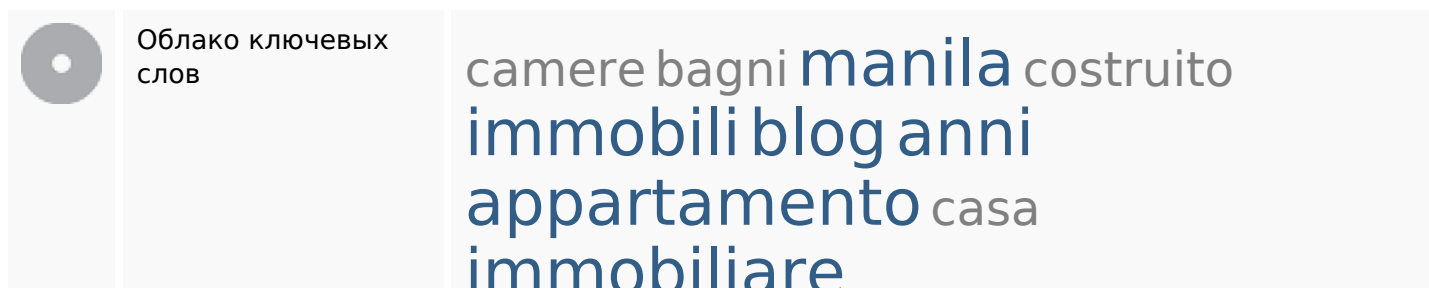 Облако ключевых
слов
camere bagni manila costruito
immobili blog anni
appartamento casa
immobiliare